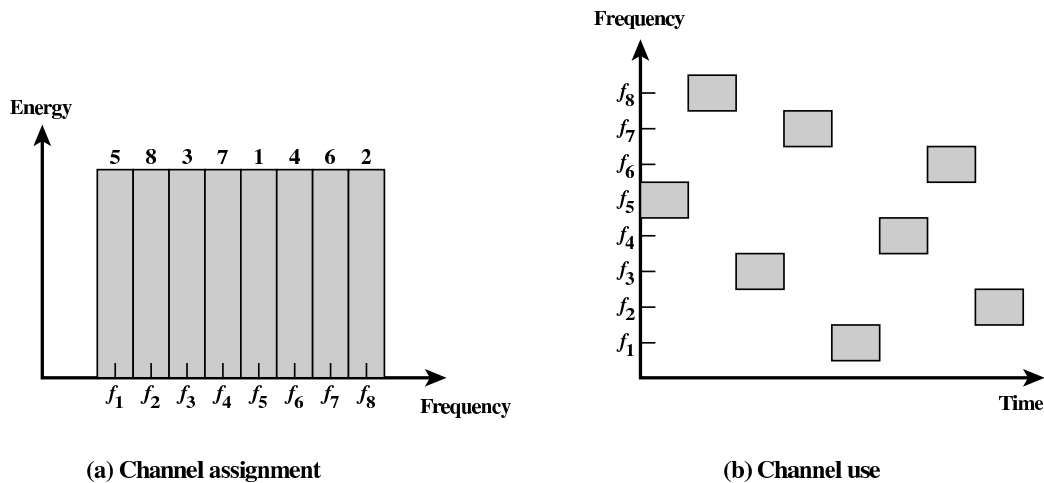 Energy
5 8 3 7 1 4 6 2
f1 f2 f3 f4 f5 f6 f7 f8
Frequency
(a) Channel assignment
Frequency
f8
f7
f6
f5
f4
f3
f2
f1
Time
(b) Channel use